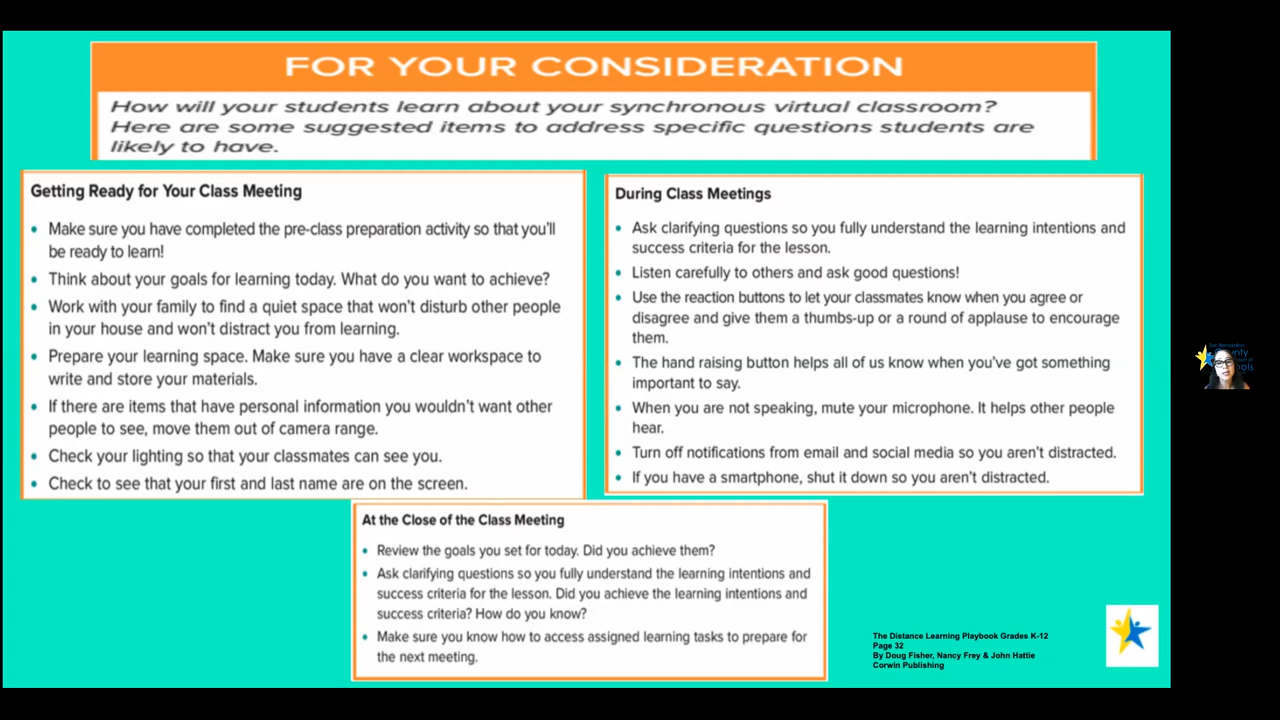 FOR YOUR CONSIDERATION
How will your students learn about your synchronous virtual classroom?
Here are some suggested items to address specific questions students are
likely to have.
Getting Ready for Your Class Meeting
• Make sure you have completed the pre-class preparation activity so that you'll
be ready to learn!
• Think about your goals for learning today. What do you want to achieve?
• Work with your family to find a quiet space that won't disturb other people
in your house and won't distract you from learning.
• Prepare your learning space. Make sure you have a clear workspace to
write and store your materials.
• If there are items that have personal information you wouldn't want other
people to see, move them out of camera range.
• Check your lighting so that your classmates can see you.
• Check to see that your first and last name are on the screen.
During Class Meetings
• Ask clarifying questions so you fully understand the learning intentions and
success criteria for the lesson.
• Listen carefully to others and ask good questions!
• Use the reaction buttons to let your classmates know when you agree or
disagree and give them a thumbs-up or a round of applause to encourage
them.
• The hand raising button helps all of us know when you've got something
important to say.
• When you are not speaking, mute your microphone. It helps other people
hear.
• Turn off notifications from email and social media so you aren't distracted.
• If you have a smartphone, shut it down so you aren't distracted.
At the Close of the Class Meeting
• Review the goals you set for today. Did you achieve them?
• Ask clarifying questions so you fully understand the learning intentions and
success criteria for the lesson. Did you achieve the learning intentions and
success criteria? How do you know?
• Make sure you know how to access assigned learning tasks to prepare for
the next meeting.
The Distance Learning Playbook Grades K-12
Page 32
By Doug Fisher, Nancy Frey & John Hattie
Corwin Publishing